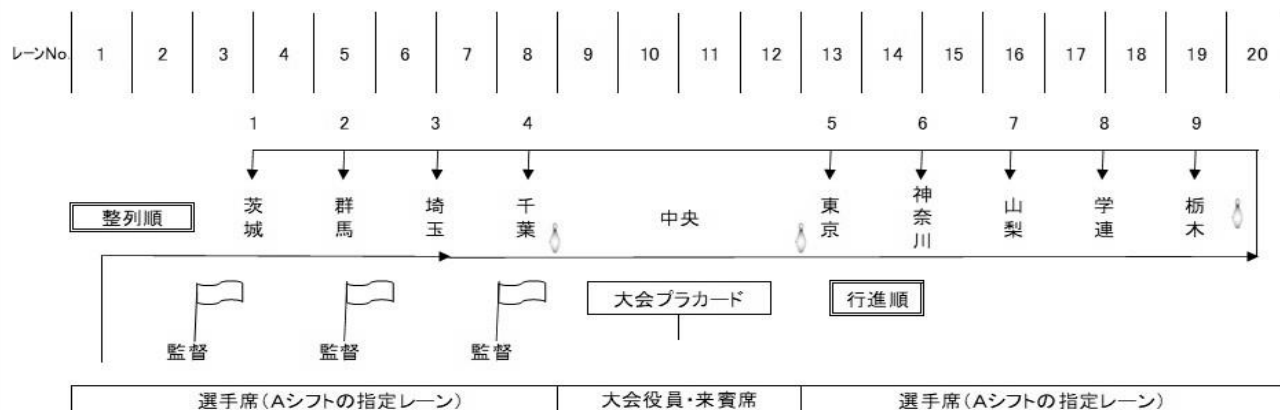 レーンNo. 1 2 3 4 5 6 7 8 9 10 11 12 13 14 15 16 17 18 19 20
1 2 3 4 5 6 7 8 9
整列順 茨城 群馬 埼玉 千葉 中央 東京 神奈川 山梨 学連 栃木
大会プラカード 行進順
監督 監督 監督
選手席(Aシフトの指定レーン) 大会役員・来賓席 選手席(Aシフトの指定レーン)